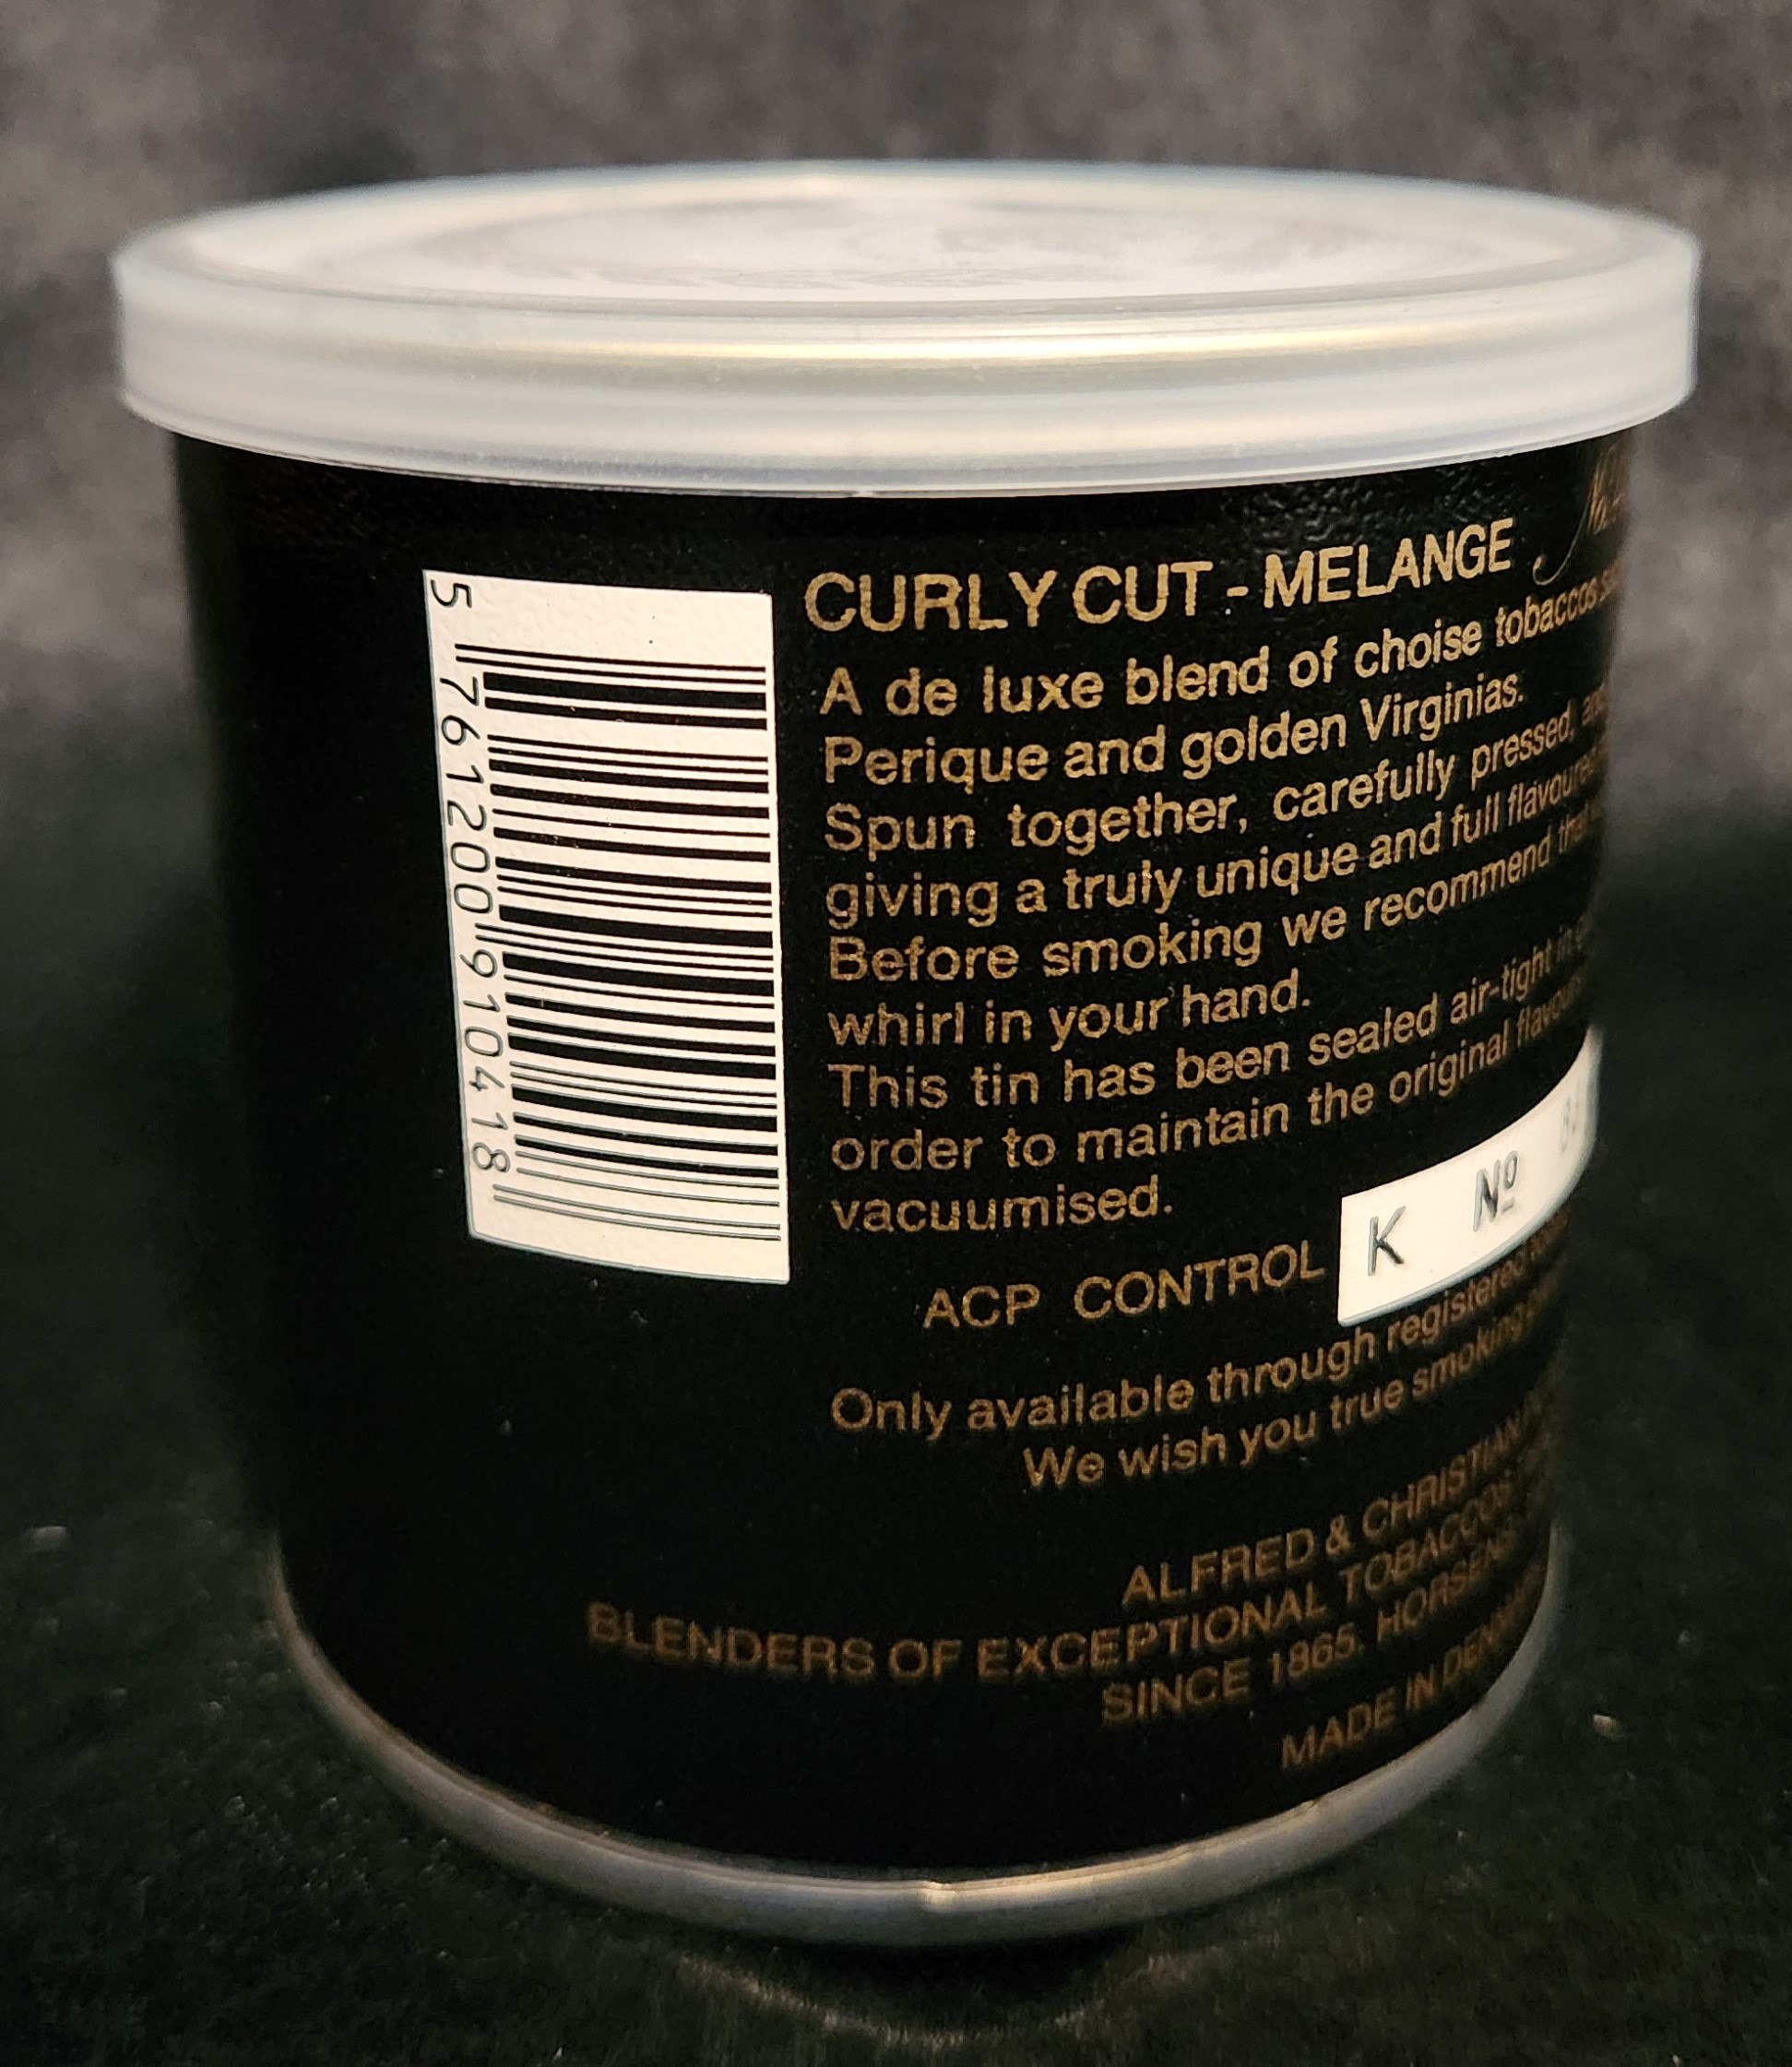 5 761200 910418
CURLY CUT - MELANGE
A de luxe blend of choise tobaccos
Perique and golden Virginias.
Spun together, carefully pressed,
giving a truly unique and full
Before smoking we recommend that
whirl in your hand.
This tin has been sealed air-tight in
order to maintain the original
vacuumised.
ACP CONTROL K Nº
Only available through registered
We wish you true smoking
ALFRED & CHRISTIAN
BLENDERS OF EXCEPTIONAL TOBACCOS
SINCE 1865. HORSENS
MADE IN DENMARK